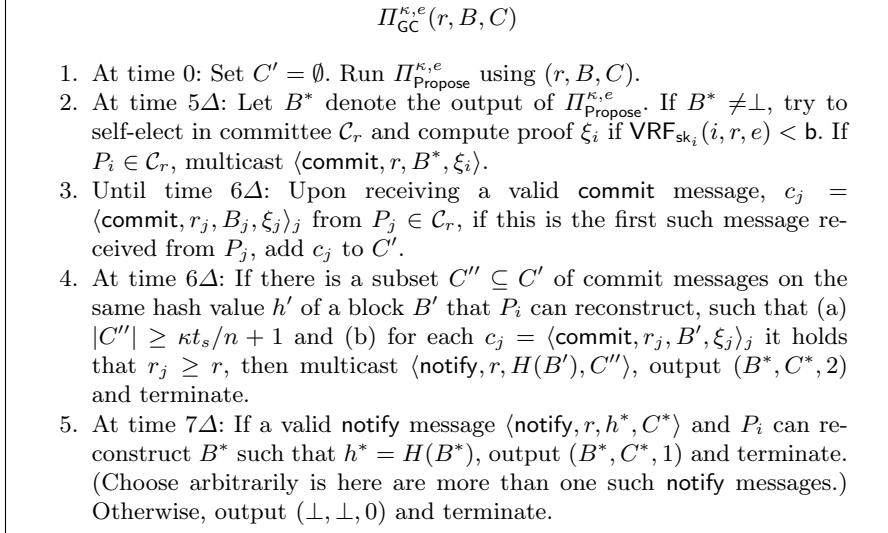 Π^{κ,e}_{GC}(r, B, C)
1. At time 0: Set C′ = ∅. Run Π^{κ,e}_{Propose} using (r, B, C).
2. At time 5Δ: Let B* denote the output of Π^{κ,e}_{Propose}. If B* ≠⊥, try to
self-elect in committee 𝒞_r and compute proof ξ_i if VRF_{sk_i}(i, r, e) < b. If
P_i ∈ 𝒞_r, multicast ⟨commit, r, B*, ξ_i⟩.
3. Until time 6Δ: Upon receiving a valid commit message, c_j =
⟨commit, r_j, B_j, ξ_j⟩_j from P_j ∈ 𝒞_r, if this is the first such message re-
ceived from P_j, add c_j to C′.
4. At time 6Δ: If there is a subset C″ ⊆ C′ of commit messages on the
same hash value h′ of a block B′ that P_i can reconstruct, such that (a)
|C″| ≥ κt_s/n + 1 and (b) for each c_j = ⟨commit, r_j, B′, ξ_j⟩_j it holds
that r_j ≥ r, then multicast ⟨notify, r, H(B′), C″⟩, output (B*, C*, 2)
and terminate.
5. At time 7Δ: If a valid notify message ⟨notify, r, h*, C*⟩ and P_i can re-
construct B* such that h* = H(B*), output (B*, C*, 1) and terminate.
(Choose arbitrarily is here are more than one such notify messages.)
Otherwise, output (⊥, ⊥, 0) and terminate.